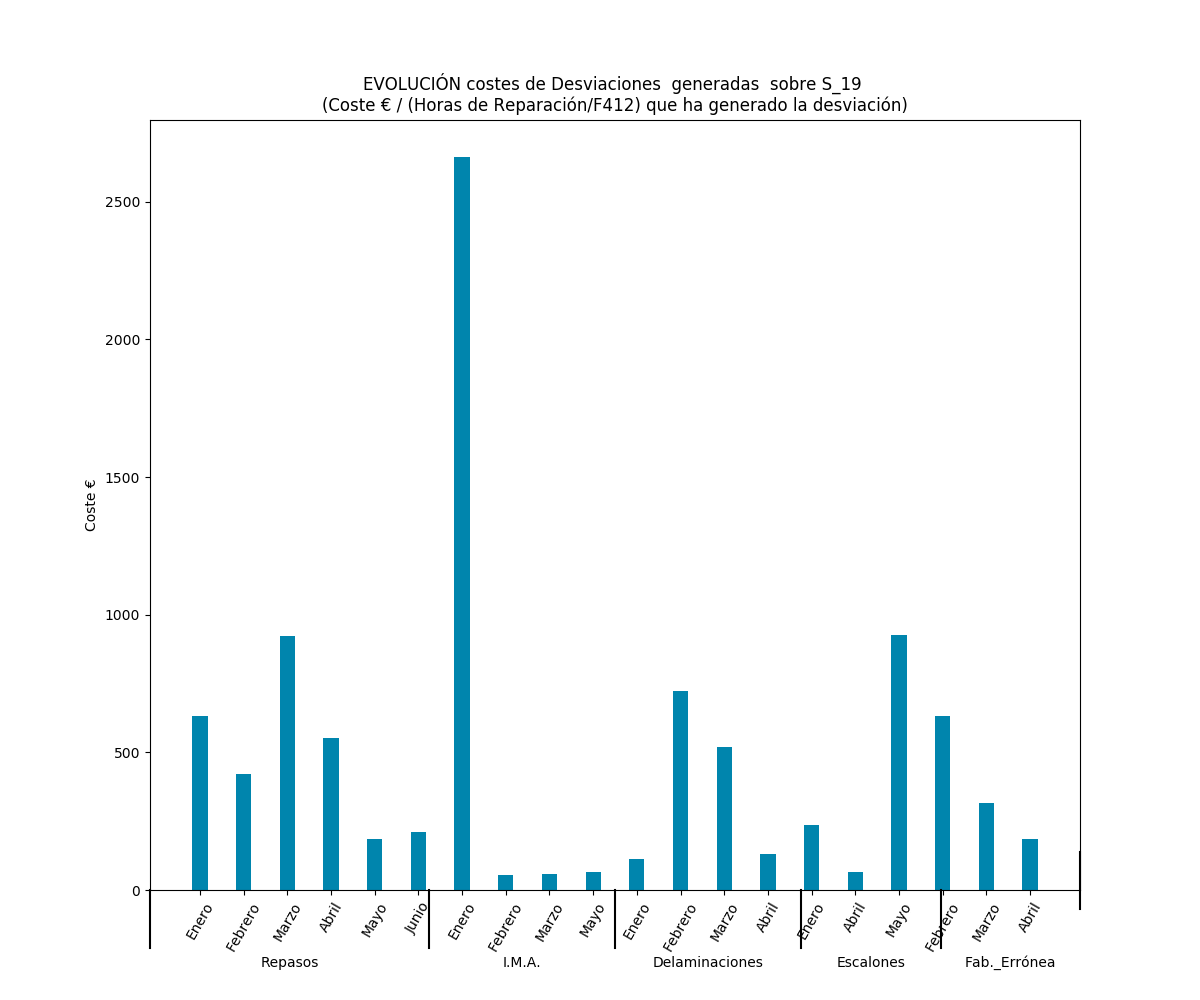 EVOLUCIÓN costes de Desviaciones  generadas  sobre S_19
(Coste € / (Horas de Reparación/F412) que ha generado la desviación)
2500
2000
1500
1000
500
0
Coste €
Enero Febrero Marzo Abril Mayo Junio Enero Febrero Marzo Mayo Enero Febrero Marzo Abril Enero Abril Mayo Febrero Marzo Abril
Repasos I.M.A. Delaminaciones Escalones Fab._Errónea